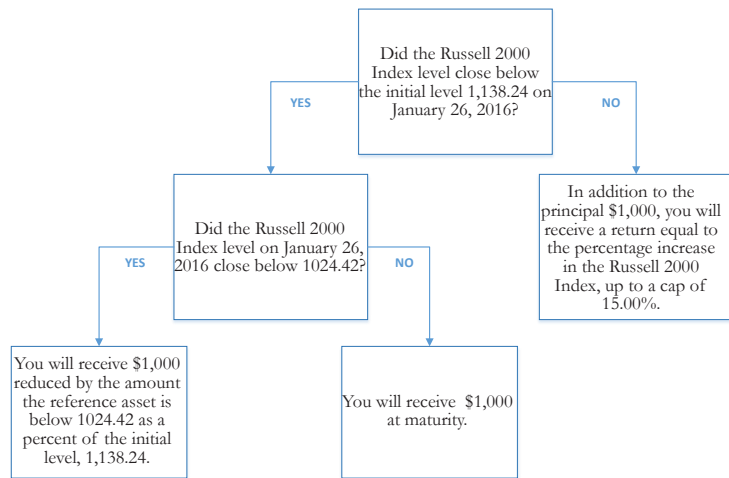 Did the Russell 2000
Index level close below
the initial level 1,138.24 on
January 26, 2016?
YES
NO
Did the Russell 2000
Index level on January 26,
2016 close below 1024.42?
In addition to the
principal $1,000, you will
receive a return equal to
the percentage increase
in the Russell 2000
Index, up to a cap of
15.00%.
YES
NO
You will receive $1,000
reduced by the amount
the reference asset is
below 1024.42 as a
percent of the initial
level, 1,138.24.
You will receive $1,000
at maturity.